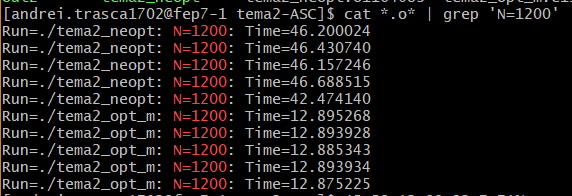 [andrei.trasca1702@fep7-1 tema2-ASC]$ cat *.o* | grep 'N=1200'
Run=./tema2_neopt: N=1200: Time=46.200024
Run=./tema2_neopt: N=1200: Time=46.430740
Run=./tema2_neopt: N=1200: Time=46.157246
Run=./tema2_neopt: N=1200: Time=46.688515
Run=./tema2_neopt: N=1200: Time=42.474140
Run=./tema2_opt_m: N=1200: Time=12.895268
Run=./tema2_opt_m: N=1200: Time=12.893928
Run=./tema2_opt_m: N=1200: Time=12.885343
Run=./tema2_opt_m: N=1200: Time=12.893934
Run=./tema2_opt_m: N=1200: Time=12.875225